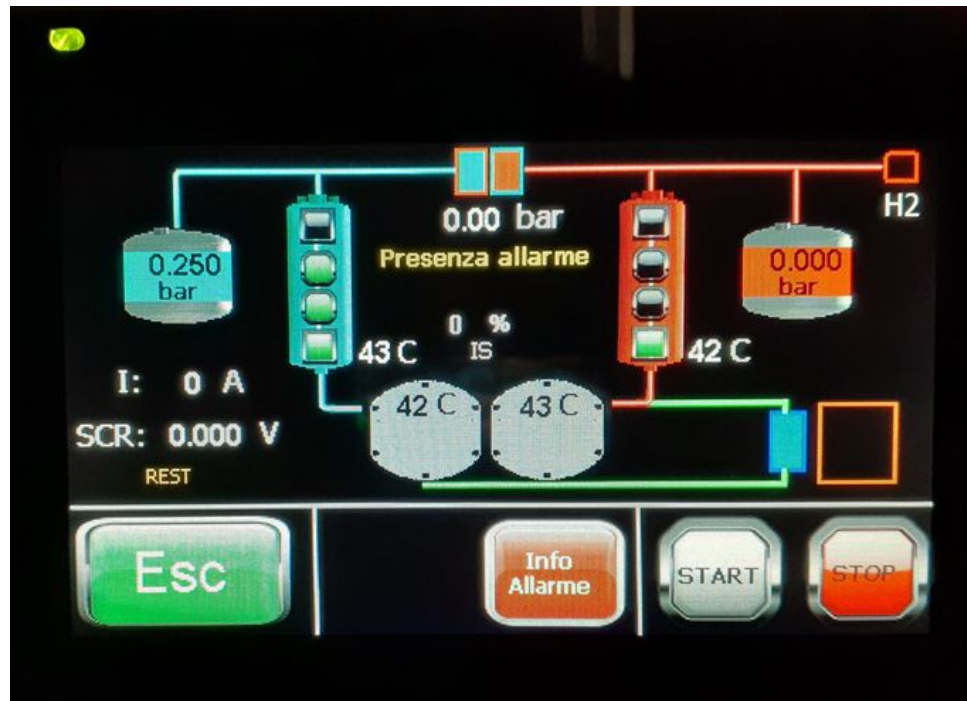 H2
0.00 bar
Presenza allarme
0.250
bar
0.000
bar
0 %
IS
43 C
42 C
I: 0 A
42 C
43 C
SCR: 0.000 V
REST
Esc
Info
Allarme
START
STOP